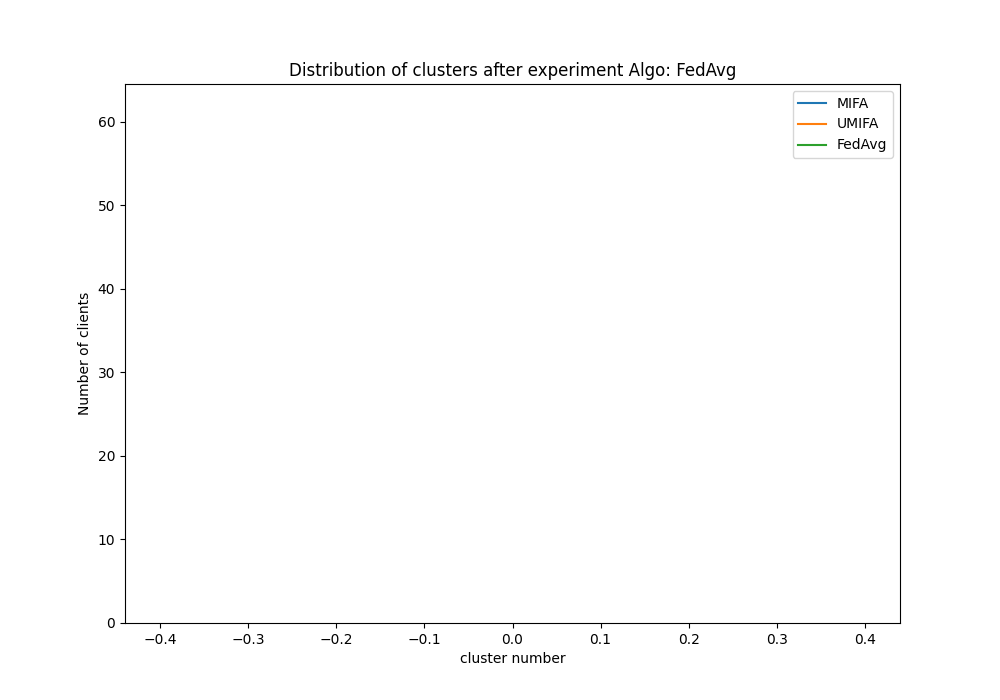 Distribution of clusters after experiment Algo: FedAvg
MIFA
UMIFA
FedAvg
60
50
40
30
20
10
0
Number of clients
−0.4 −0.3 −0.2 −0.1 0.0 0.1 0.2 0.3 0.4
cluster number